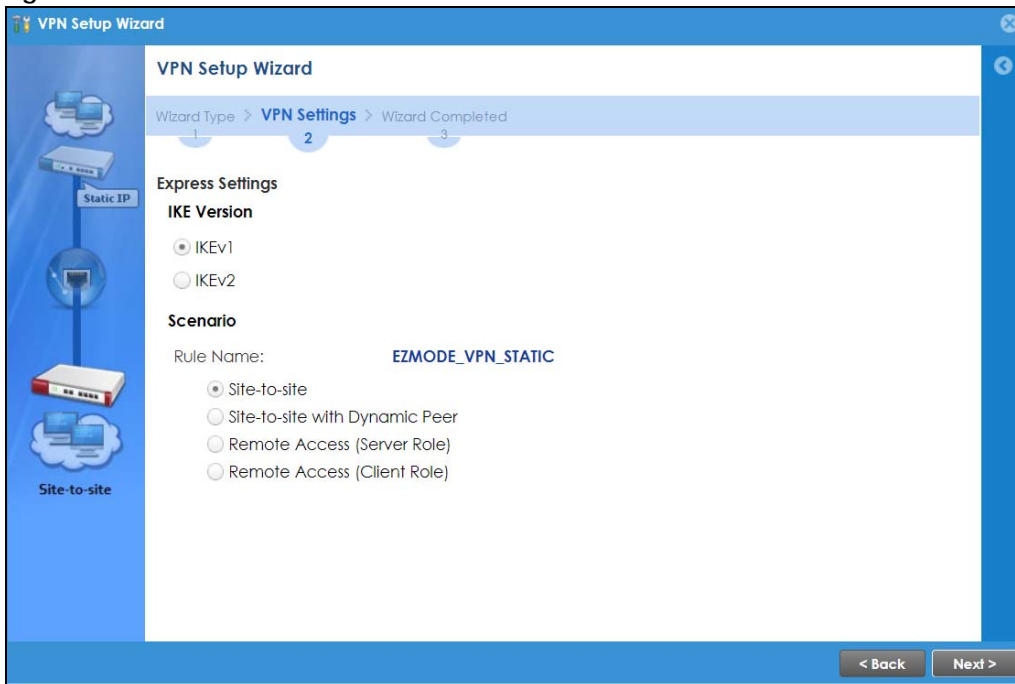 VPN Setup Wizard
VPN Setup Wizard
Wizard Type > VPN Settings > Wizard Completed
1 2 3
Static IP
Express Settings
IKE Version
IKEv1
IKEv2
Scenario
Rule Name: EZMODE_VPN_STATIC
Site-to-site
Site-to-site with Dynamic Peer
Remote Access (Server Role)
Remote Access (Client Role)
Site-to-site
< Back Next >